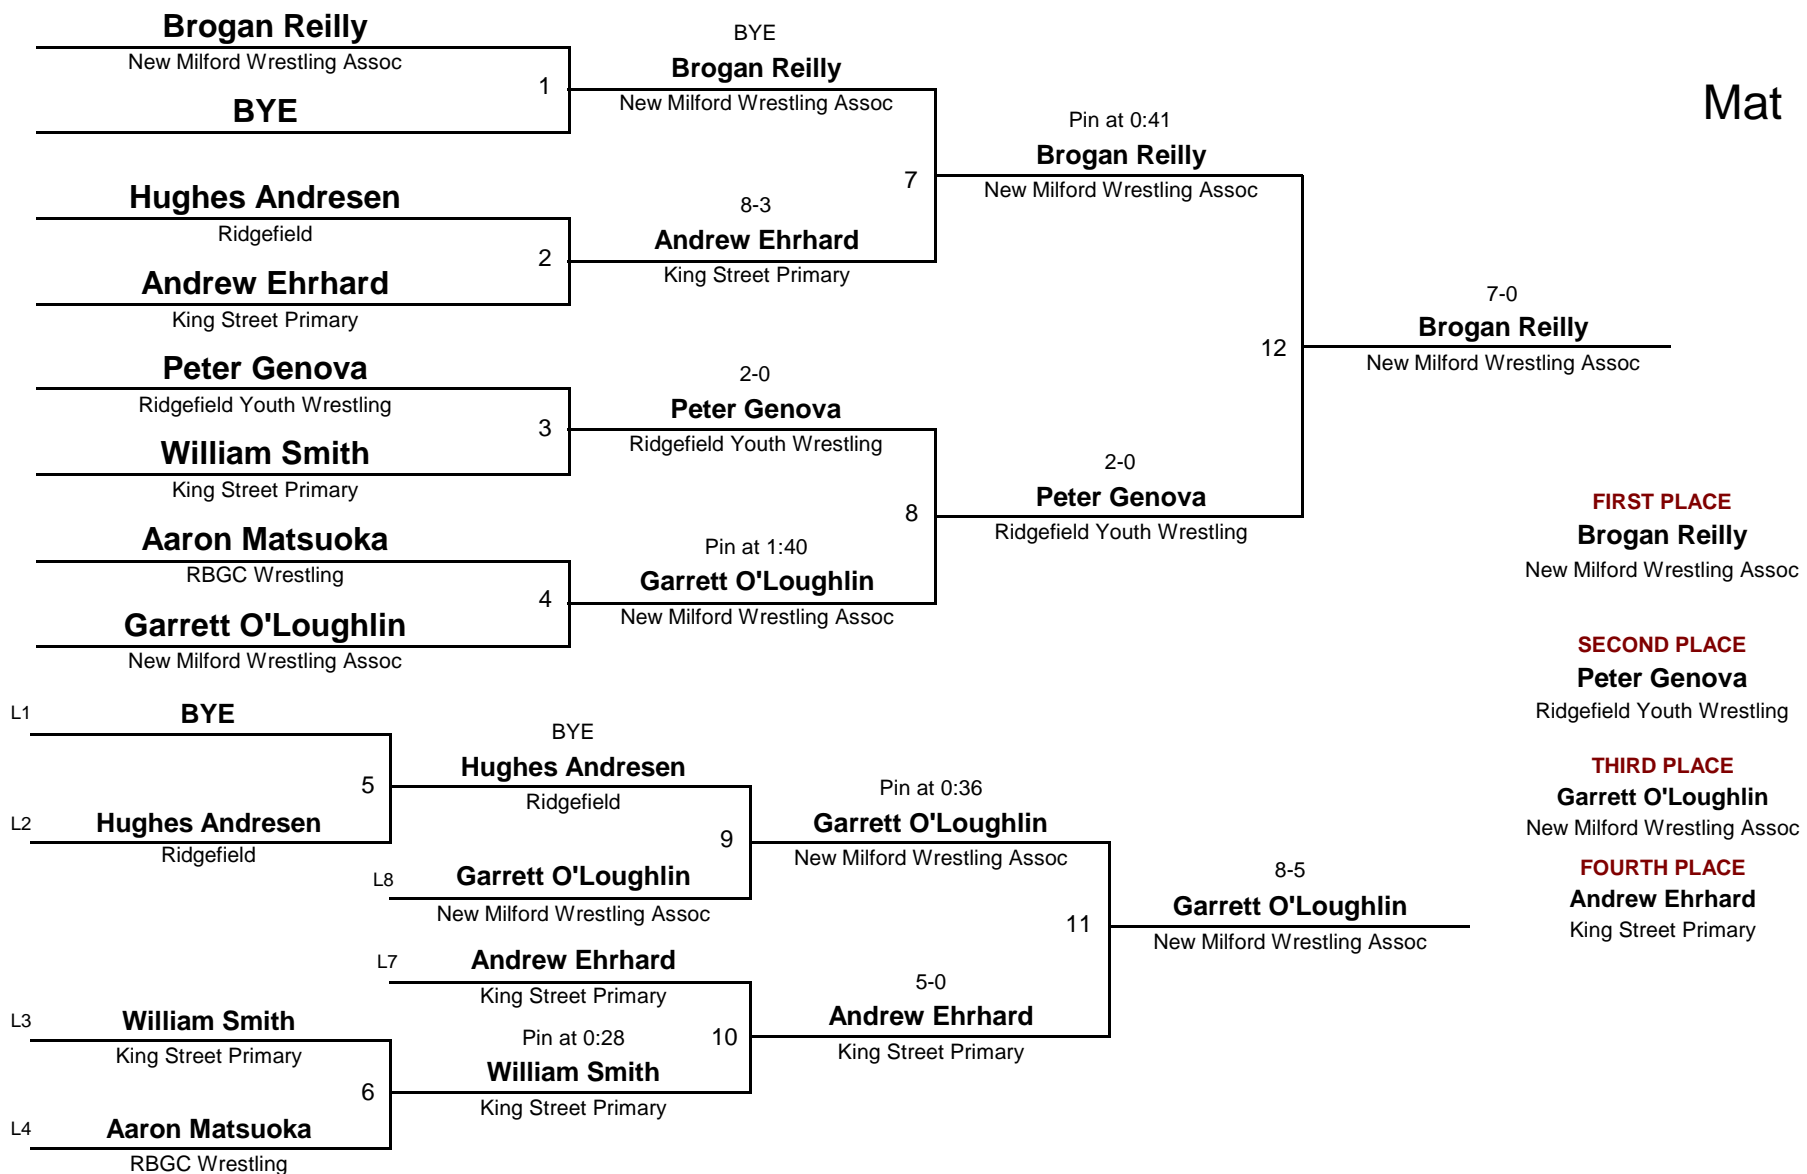 Brogan Reilly
New Milford Wrestling Assoc
1
BYE
BYE
Brogan Reilly
New Milford Wrestling Assoc
Mat
Hughes Andresen
Ridgefield
2
Andrew Ehrhard
King Street Primary
8-3
Andrew Ehrhard
King Street Primary
7
Pin at 0:41
Brogan Reilly
New Milford Wrestling Assoc
Peter Genova
Ridgefield Youth Wrestling
3
William Smith
King Street Primary
2-0
Peter Genova
Ridgefield Youth Wrestling
Aaron Matsuoka
RBGC Wrestling
4
Garrett O'Loughlin
New Milford Wrestling Assoc
Pin at 1:40
Garrett O'Loughlin
New Milford Wrestling Assoc
8
2-0
Peter Genova
Ridgefield Youth Wrestling
12
7-0
Brogan Reilly
New Milford Wrestling Assoc
FIRST PLACE
Brogan Reilly
New Milford Wrestling Assoc
SECOND PLACE
Peter Genova
Ridgefield Youth Wrestling
THIRD PLACE
Garrett O'Loughlin
New Milford Wrestling Assoc
FOURTH PLACE
Andrew Ehrhard
King Street Primary
L1
BYE
5
L2
Hughes Andresen
Ridgefield
BYE
Hughes Andresen
Ridgefield
9
L8
Garrett O'Loughlin
New Milford Wrestling Assoc
Pin at 0:36
Garrett O'Loughlin
New Milford Wrestling Assoc
L7
Andrew Ehrhard
King Street Primary
10
L3
William Smith
King Street Primary
6
L4
Aaron Matsuoka
RBGC Wrestling
Pin at 0:28
William Smith
King Street Primary
5-0
Andrew Ehrhard
King Street Primary
11
8-5
Garrett O'Loughlin
New Milford Wrestling Assoc